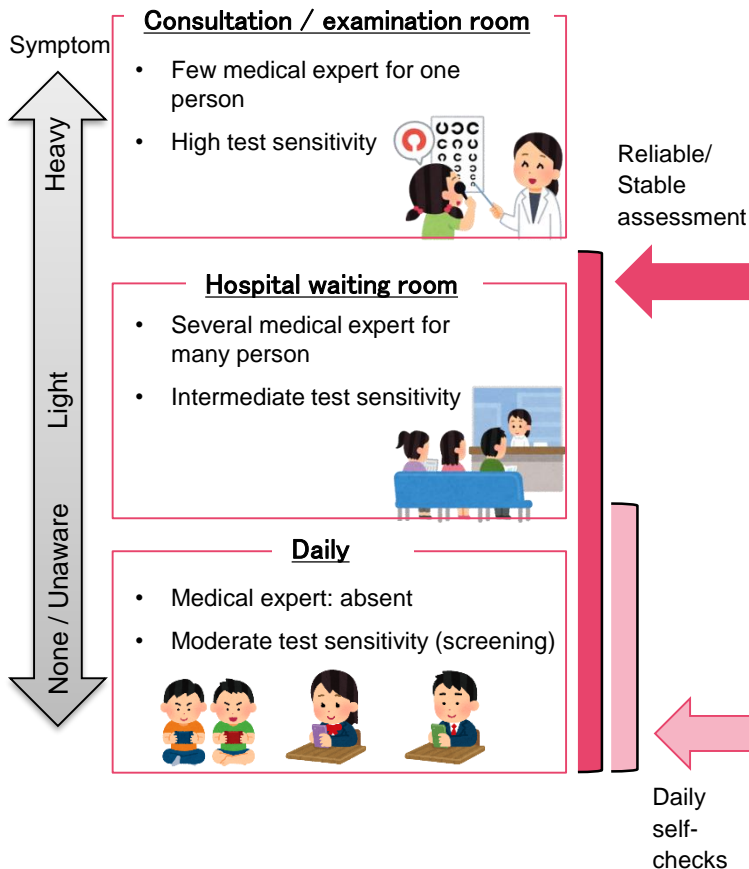 Symptom
Heavy
Light
None / Unaware
Consultation / examination room
• Few medical expert for one
person
• High test sensitivity
Hospital waiting room
• Several medical expert for
many person
• Intermediate test sensitivity
Daily
• Medical expert: absent
• Moderate test sensitivity (screening)
Reliable/
Stable
assessment
Daily
self-
checks